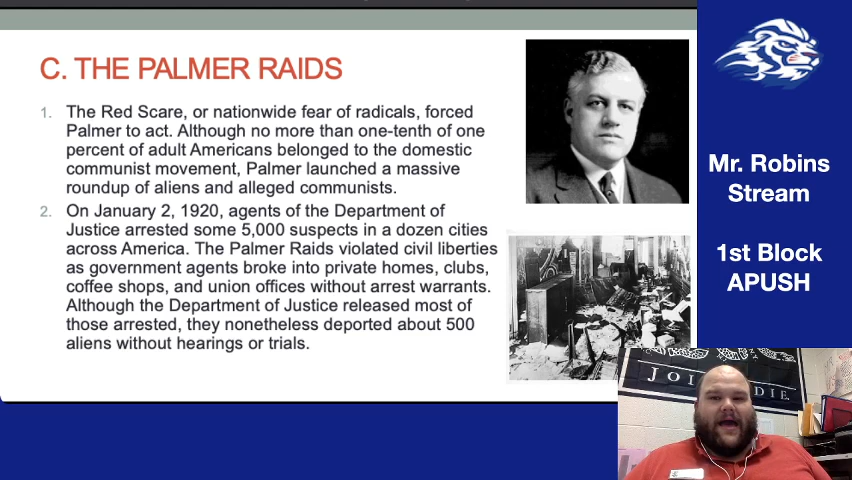 C. THE PALMER RAIDS
1. The Red Scare, or nationwide fear of radicals, forced
Palmer to act. Although no more than one-tenth of one
percent of adult Americans belonged to the domestic
communist movement, Palmer launched a massive
roundup of aliens and alleged communists.
2. On January 2, 1920, agents of the Department of
Justice arrested some 5,000 suspects in a dozen cities
across America. The Palmer Raids violated civil liberties
as government agents broke into private homes, clubs,
coffee shops, and union offices without arrest warrants.
Although the Department of Justice released most of
those arrested, they nonetheless deported about 500
aliens without hearings or trials.
Mr. Robins
Stream
1st Block
APUSH
JOI
DIE